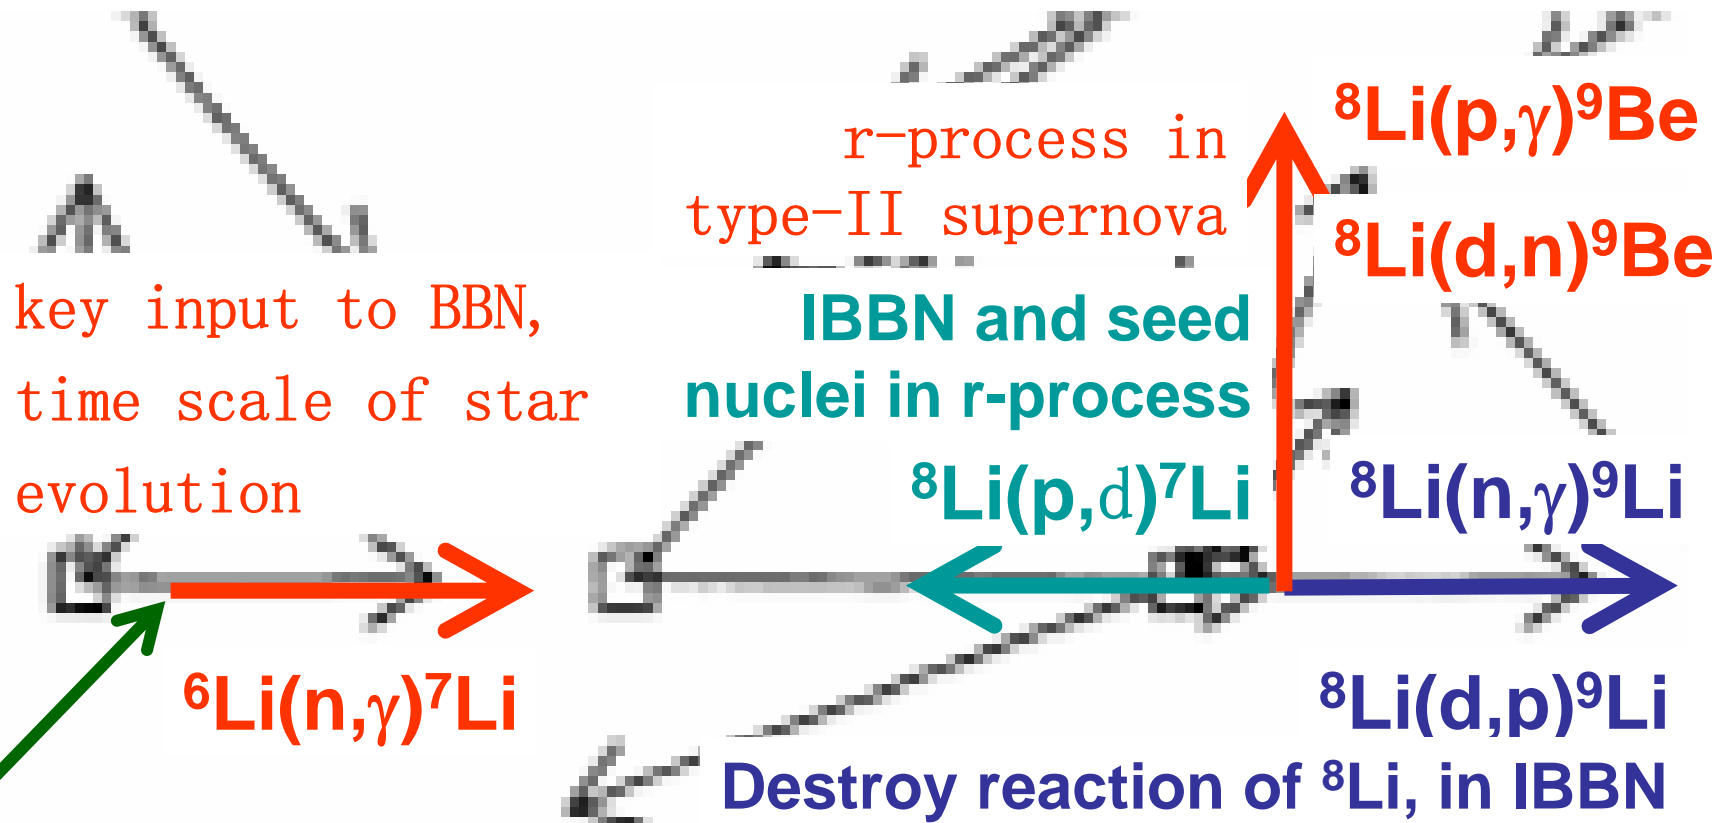 ⁸Li(p,γ)⁹Be
r-process in
type-II supernova
⁸Li(d,n)⁹Be
key input to BBN,
time scale of star
evolution
IBBN and seed
nuclei in r-process
⁸Li(p,d)⁷Li
⁸Li(n,γ)⁹Li
⁶Li(n,γ)⁷Li
⁸Li(d,p)⁹Li
Destroy reaction of ⁸Li, in IBBN